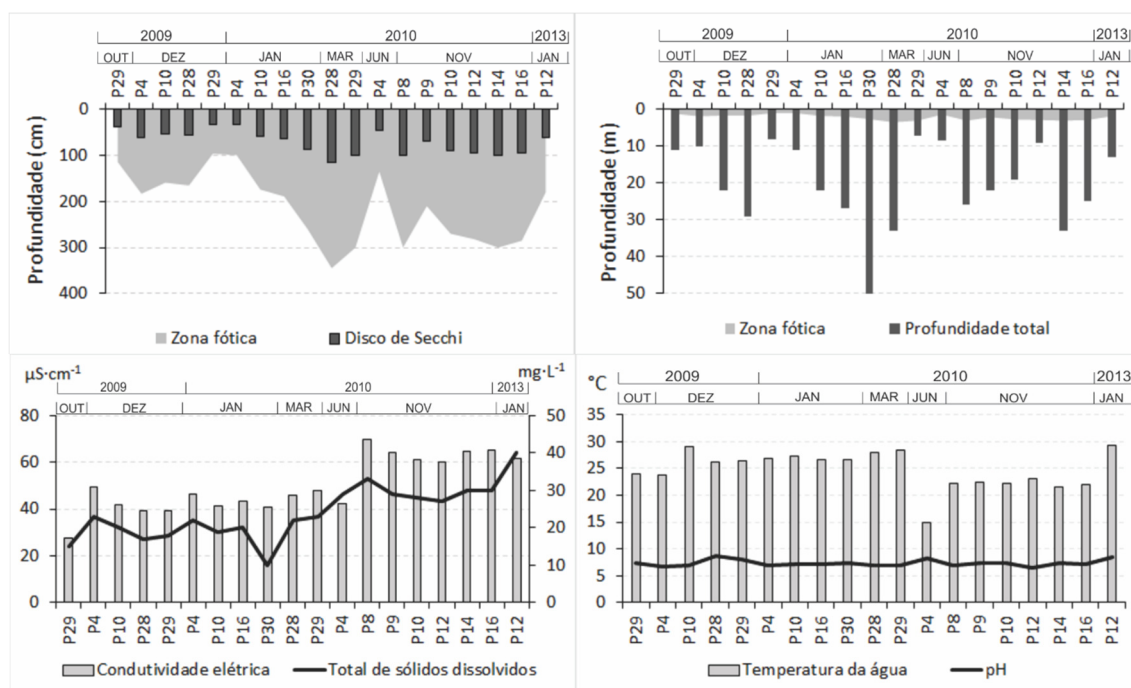 2009 2010 2013
OUT DEZ JAN MAR JUN NOV JAN
P29 P4 P10 P28 P29 P4 P10 P16 P30 P28 P29 P4 P8 P9 P10 P12 P14 P16 P12
Profundidade (cm)
0
100
200
300
400
Zona fótica Disco de Secchi
2009 2010 2013
OUT DEZ JAN MAR JUN NOV JAN
P29 P4 P10 P28 P29 P4 P10 P16 P30 P28 P29 P4 P8 P9 P10 P12 P14 P16 P12
Profundidade (m)
0
10
20
30
40
50
Zona fótica Profundidade total
µS·cm⁻¹ mg·L⁻¹
2009 2010 2013
OUT DEZ JAN MAR JUN NOV JAN
80 50
60 40
40 30
20 20
0 10
0
P29 P4 P10 P28 P29 P4 P10 P16 P30 P28 P29 P4 P8 P9 P10 P12 P14 P16 P12
Condutividade elétrica Total de sólidos dissolvidos
°C
2009 2010 2013
OUT DEZ JAN MAR JUN NOV JAN
35
30
25
20
15
10
5
0
P29 P4 P10 P28 P29 P4 P10 P16 P30 P28 P29 P4 P8 P9 P10 P12 P14 P16 P12
Temperatura da água pH